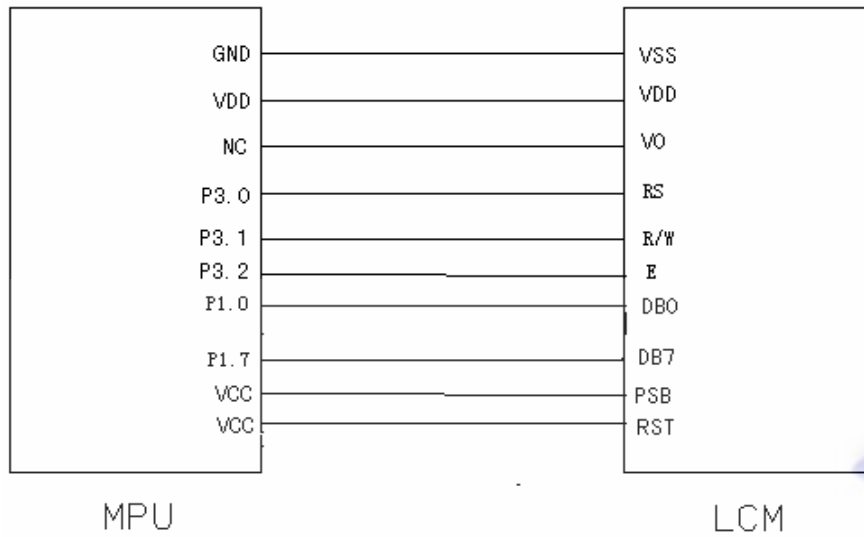 GND VSS
VDD VDD
NC VO
P3.0 RS
P3.1 R/W
P3.2 E
P1.0 DB0
P1.7 DB7
VCC PSB
VCC RST
MPU LCM